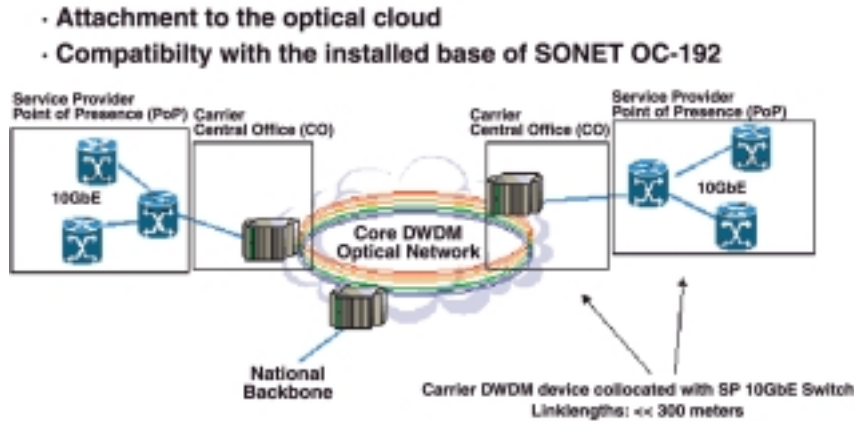 · Attachment to the optical cloud
· Compatibilty with the installed base of SONET OC-192
Service Provider
Point of Presence (PoP)
Carrier
Central Office (CO)
Carrier
Central Office (CO)
Service Provider
Point of Presence (PoP)
10GbE
10GbE
Core DWDM
Optical Network
National
Backbone
Carrier DWDM device collocated with SP 10GbE Switch
Linklengths: << 300 meters